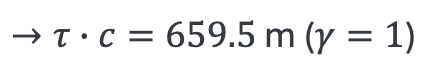 → τ · c = 659.5 m (γ = 1)